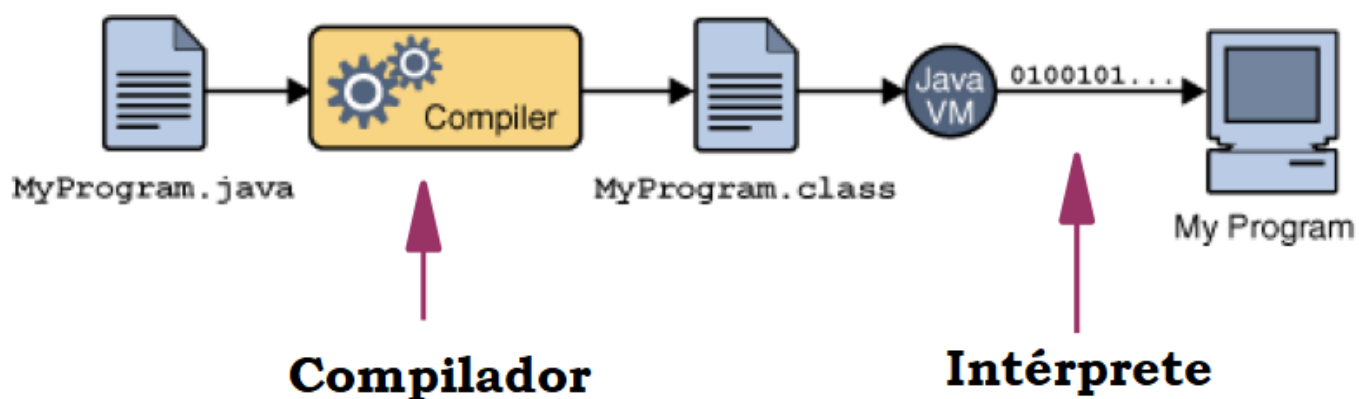 Compiler
Java
VM
0100101...
MyProgram.java
MyProgram.class
My Program
Compilador
Intérprete